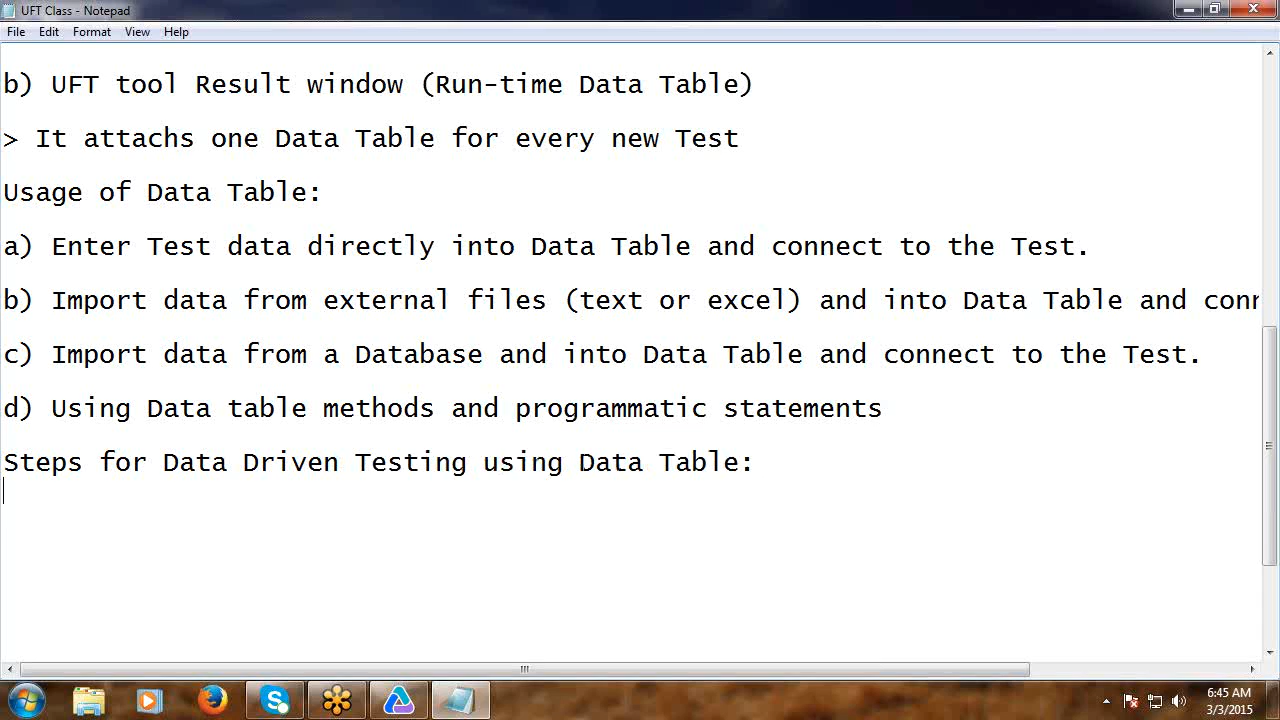 UFT Class - Notepad
File Edit Format View Help
b) UFT tool Result window (Run-time Data Table)
> It attachs one Data Table for every new Test
Usage of Data Table:
a) Enter Test data directly into Data Table and connect to the Test.
b) Import data from external files (text or excel) and into Data Table and conn
c) Import data from a Database and into Data Table and connect to the Test.
d) Using Data table methods and programmatic statements
Steps for Data Driven Testing using Data Table:
6:45 AM
3/3/2015